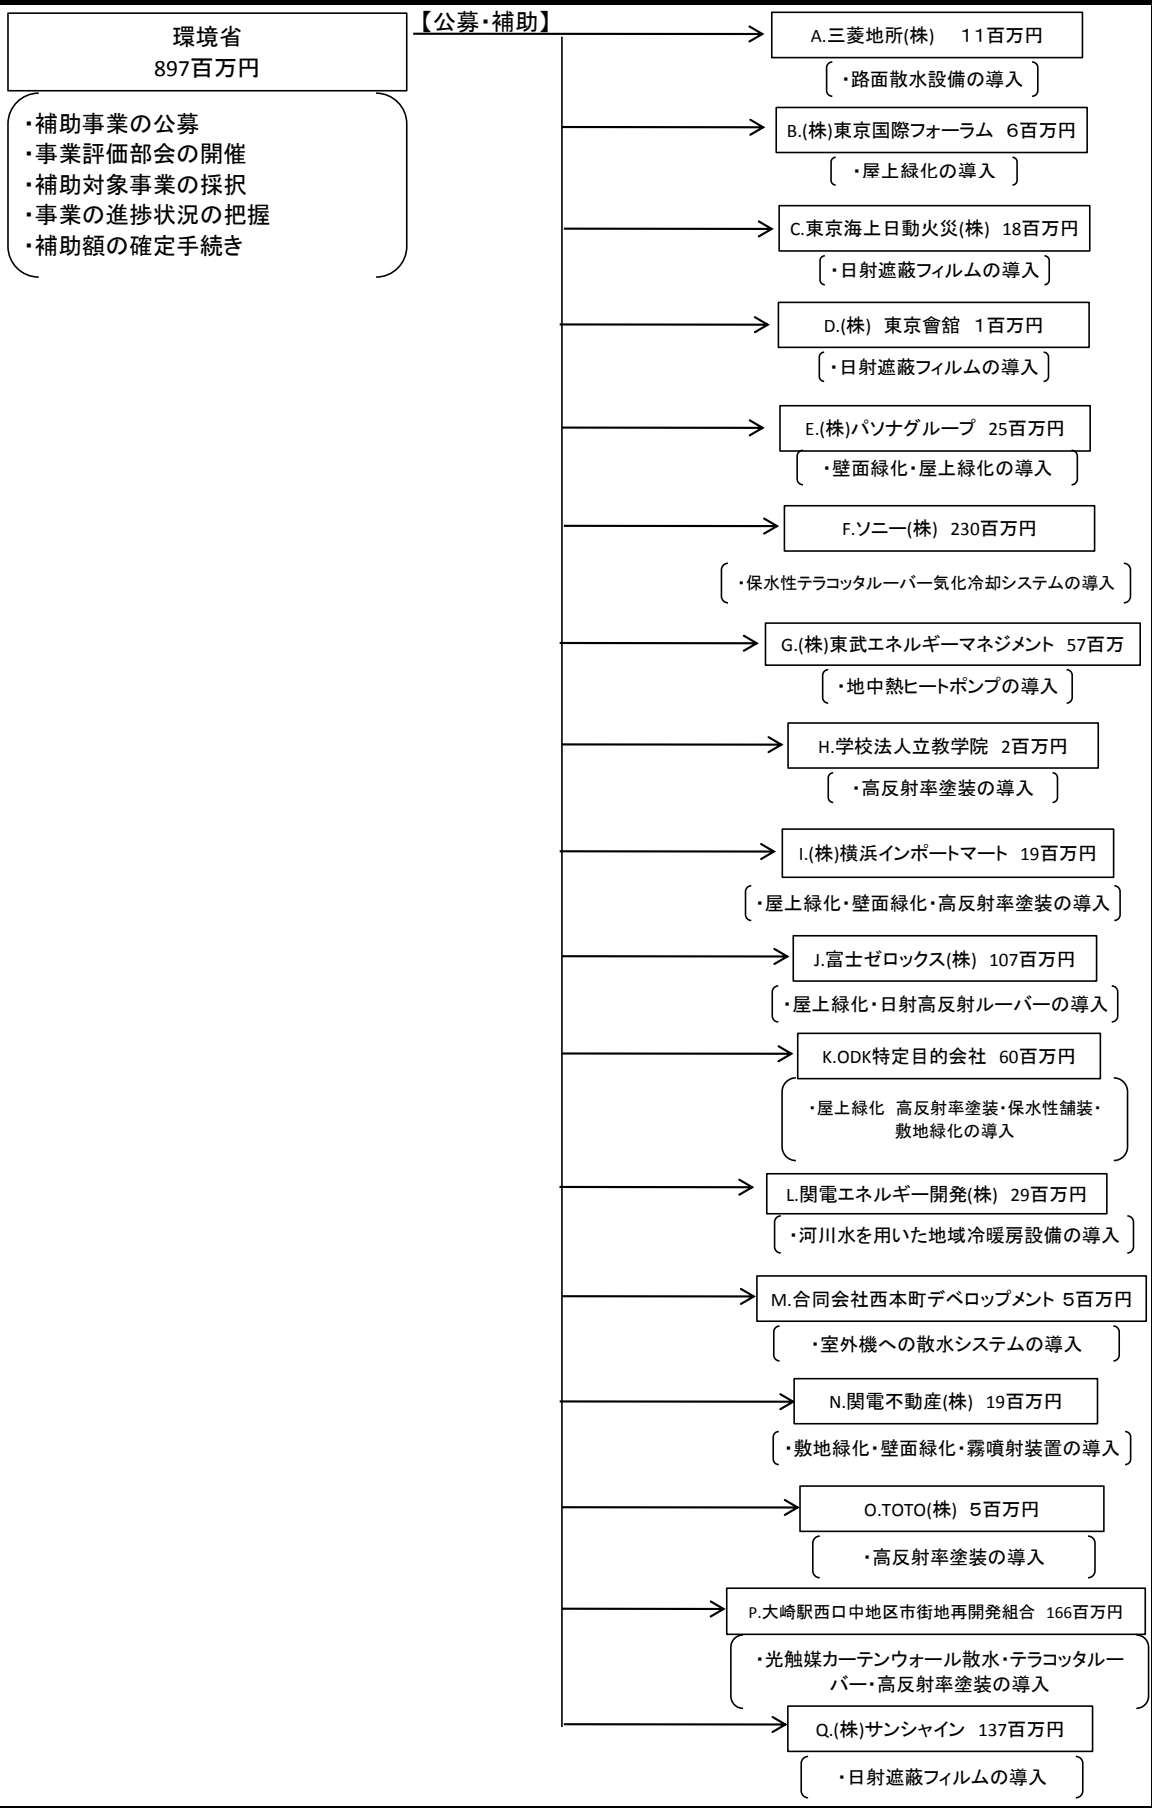 環境省
897百万円
・補助事業の公募
・事業評価部会の開催
・補助対象事業の採択
・事業の進捗状況の把握
・補助額の確定手続き
【公募・補助】
A.三菱地所(株)　11百万円
・路面散水設備の導入
B.(株)東京国際フォーラム　6百万円
・屋上緑化の導入
C.東京海上日動火災(株)　18百万円
・日射遮蔽フィルムの導入
D.(株)　東京會舘　1百万円
・日射遮蔽フィルムの導入
E.(株)パソナグループ　25百万円
・壁面緑化・屋上緑化の導入
F.ソニー(株)　230百万円
・保水性テラコッタルーバー気化冷却システムの導入
G.(株)東武エネルギーマネジメント　57百万
・地中熱ヒートポンプの導入
H.学校法人立教学院　2百万円
・高反射率塗装の導入
I.(株)横浜インポートマート　19百万円
・屋上緑化・壁面緑化・高反射率塗装の導入
J.富士ゼロックス(株)　107百万円
・屋上緑化・日射高反射ルーバーの導入
K.ODK特定目的会社　60百万円
・屋上緑化　高反射率塗装・保水性舗装・
敷地緑化の導入
L.関電エネルギー開発(株)　29百万円
・河川水を用いた地域冷暖房設備の導入
M.合同会社西本町デベロップメント　5百万円
・室外機への散水システムの導入
N.関電不動産(株)　19百万円
・敷地緑化・壁面緑化・霧噴射装置の導入
O.TOTO(株)　5百万円
・高反射率塗装の導入
P.大崎駅西口中地区市街地再開発組合　166百万円
・光触媒カーテンウォール散水・テラコッタルー
バー・高反射率塗装の導入
Q.(株)サンシャイン　137百万円
・日射遮蔽フィルムの導入